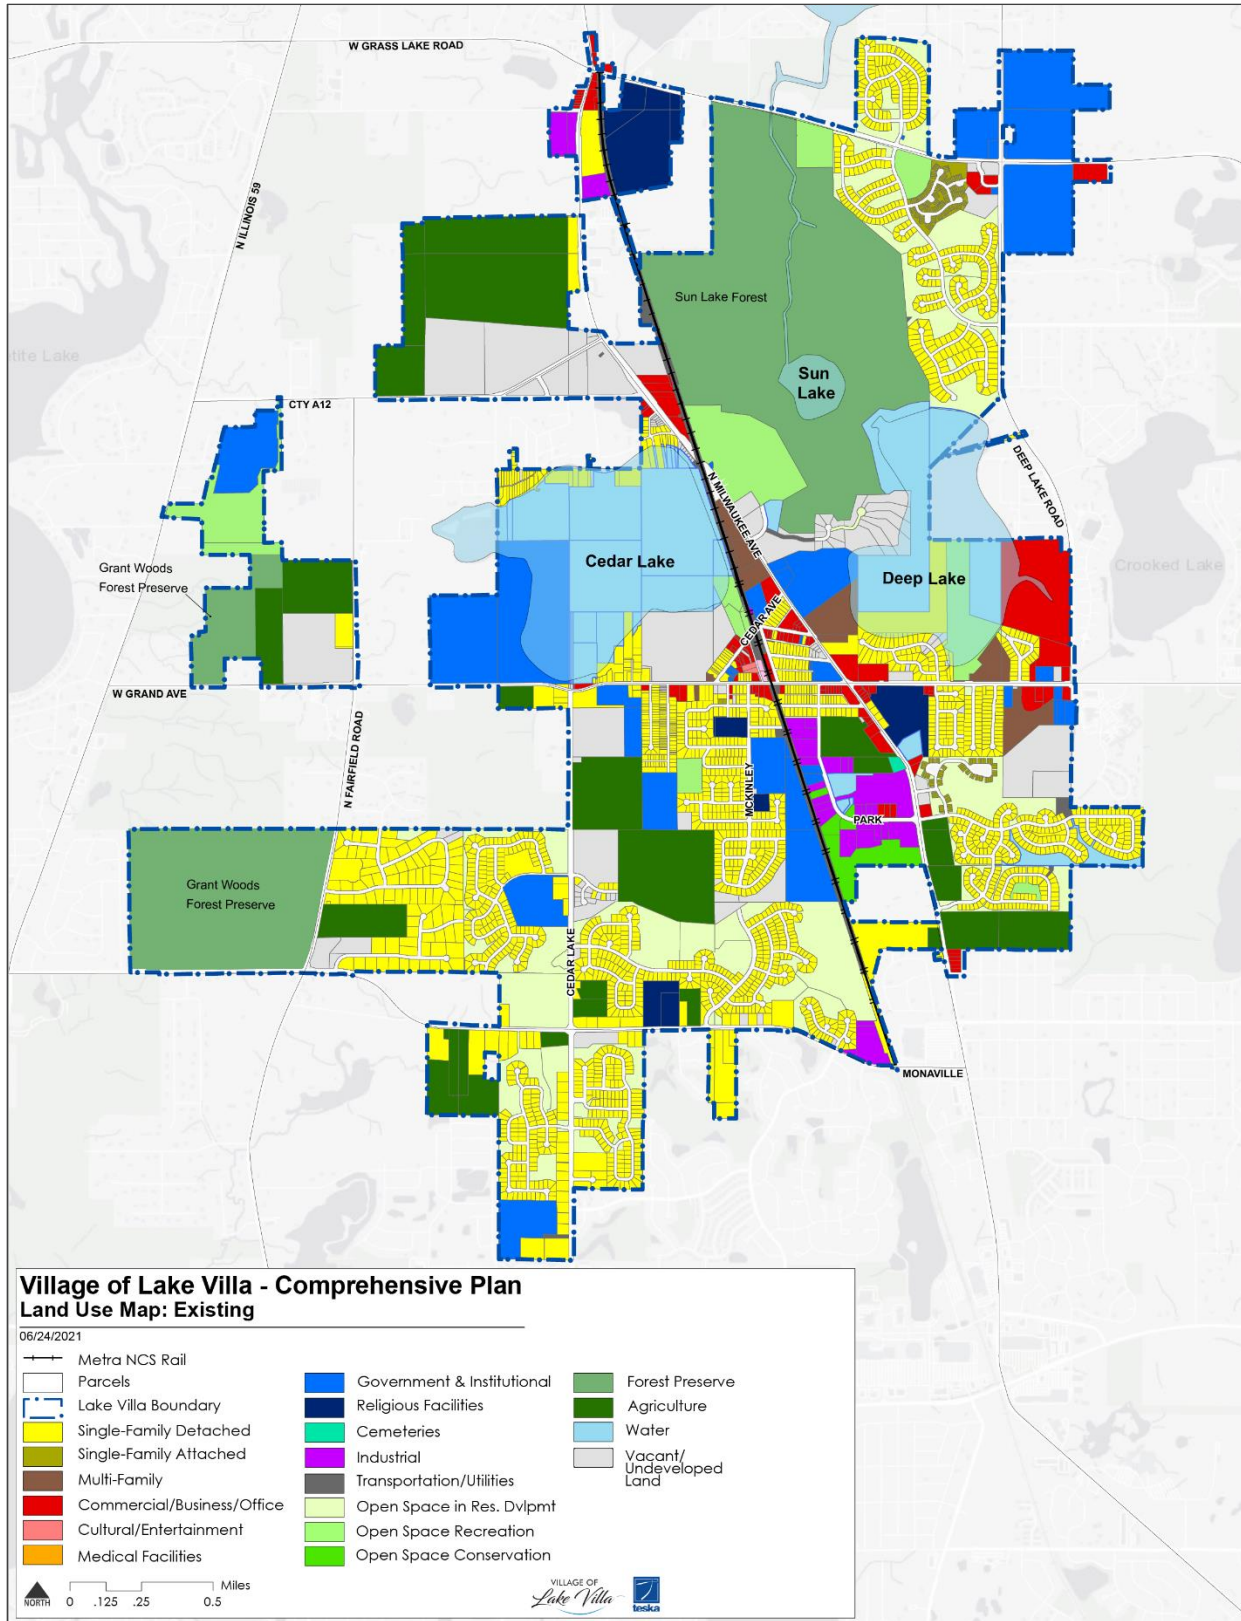 W GRASS LAKE ROAD
N ILLINOIS 59
Sun Lake Forest
Sun
Lake
tite Lake
CTY A12
DEEP LAKE ROAD
N MILWAUKEE AVE
Grant Woods
Forest Preserve
Cedar Lake
Deep Lake
Crooked Lake
CEDAR AVE
W GRAND AVE
N FAIRFIELD ROAD
MCKINLEY
PARK
Grant Woods
Forest Preserve
CEDAR LAKE
MONAVILLE
Village of Lake Villa - Comprehensive Plan
Land Use Map: Existing
06/24/2021
Metra NCS Rail
Parcels
Lake Villa Boundary
Single-Family Detached
Single-Family Attached
Multi-Family
Commercial/Business/Office
Cultural/Entertainment
Medical Facilities
Government & Institutional
Religious Facilities
Cemeteries
Industrial
Transportation/Utilities
Open Space in Res. Dvlpmt
Open Space Recreation
Open Space Conservation
Forest Preserve
Agriculture
Water
Vacant/
Undeveloped
Land
NORTH
0 .125 .25 0.5
Miles
VILLAGE OF
Lake Villa
teska